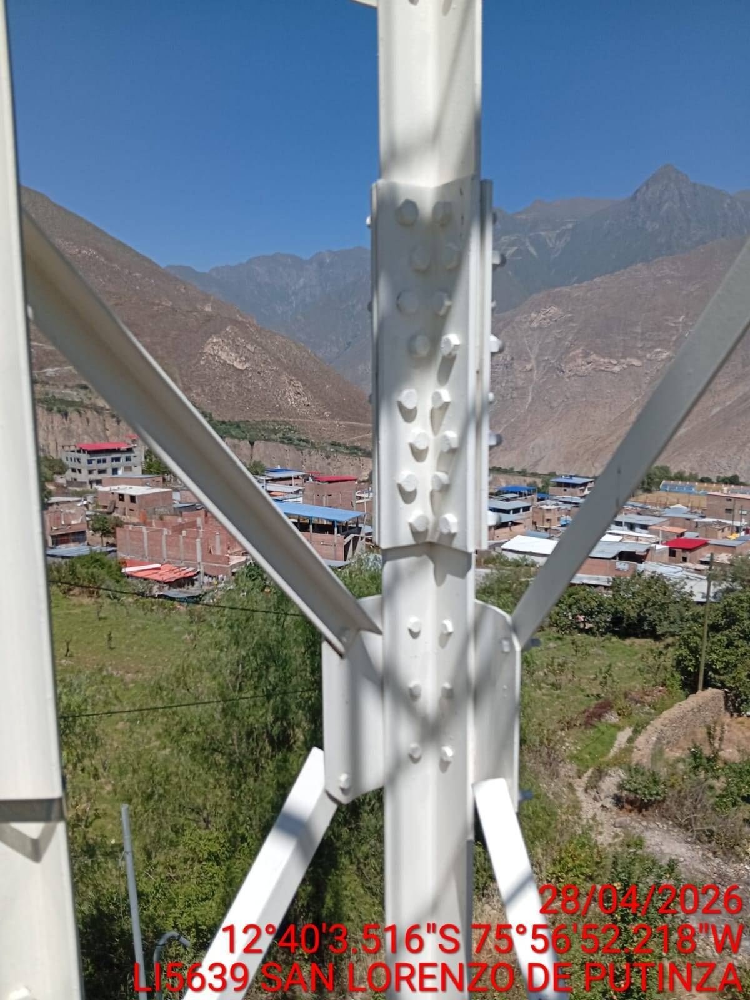 28/04/2026
12°40'3.516"S 75°56'52.218"W
LI5639 SAN LORENZO DE PUTINZA